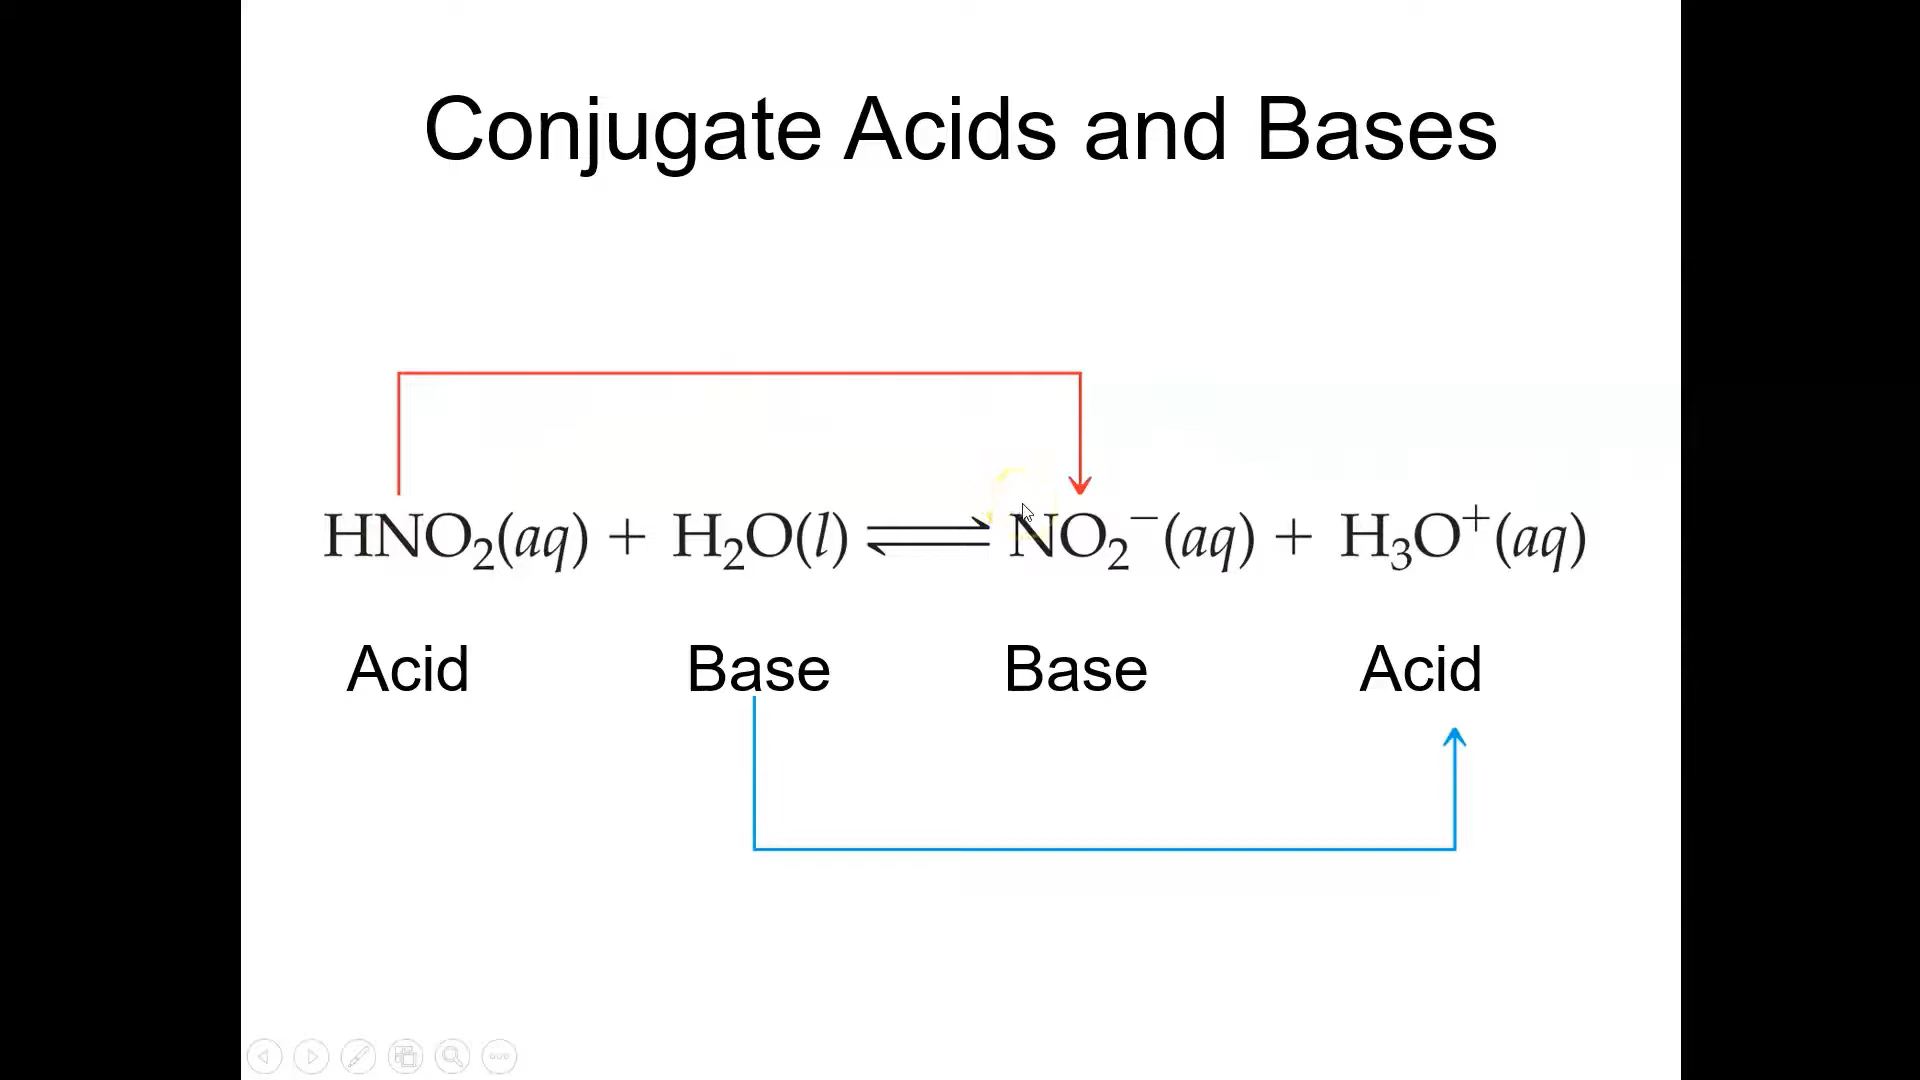 Conjugate Acids and Bases
HNO₂(aq) + H₂O(l) ⇌ NO₂⁻(aq) + H₃O⁺(aq)
Acid Base Base Acid